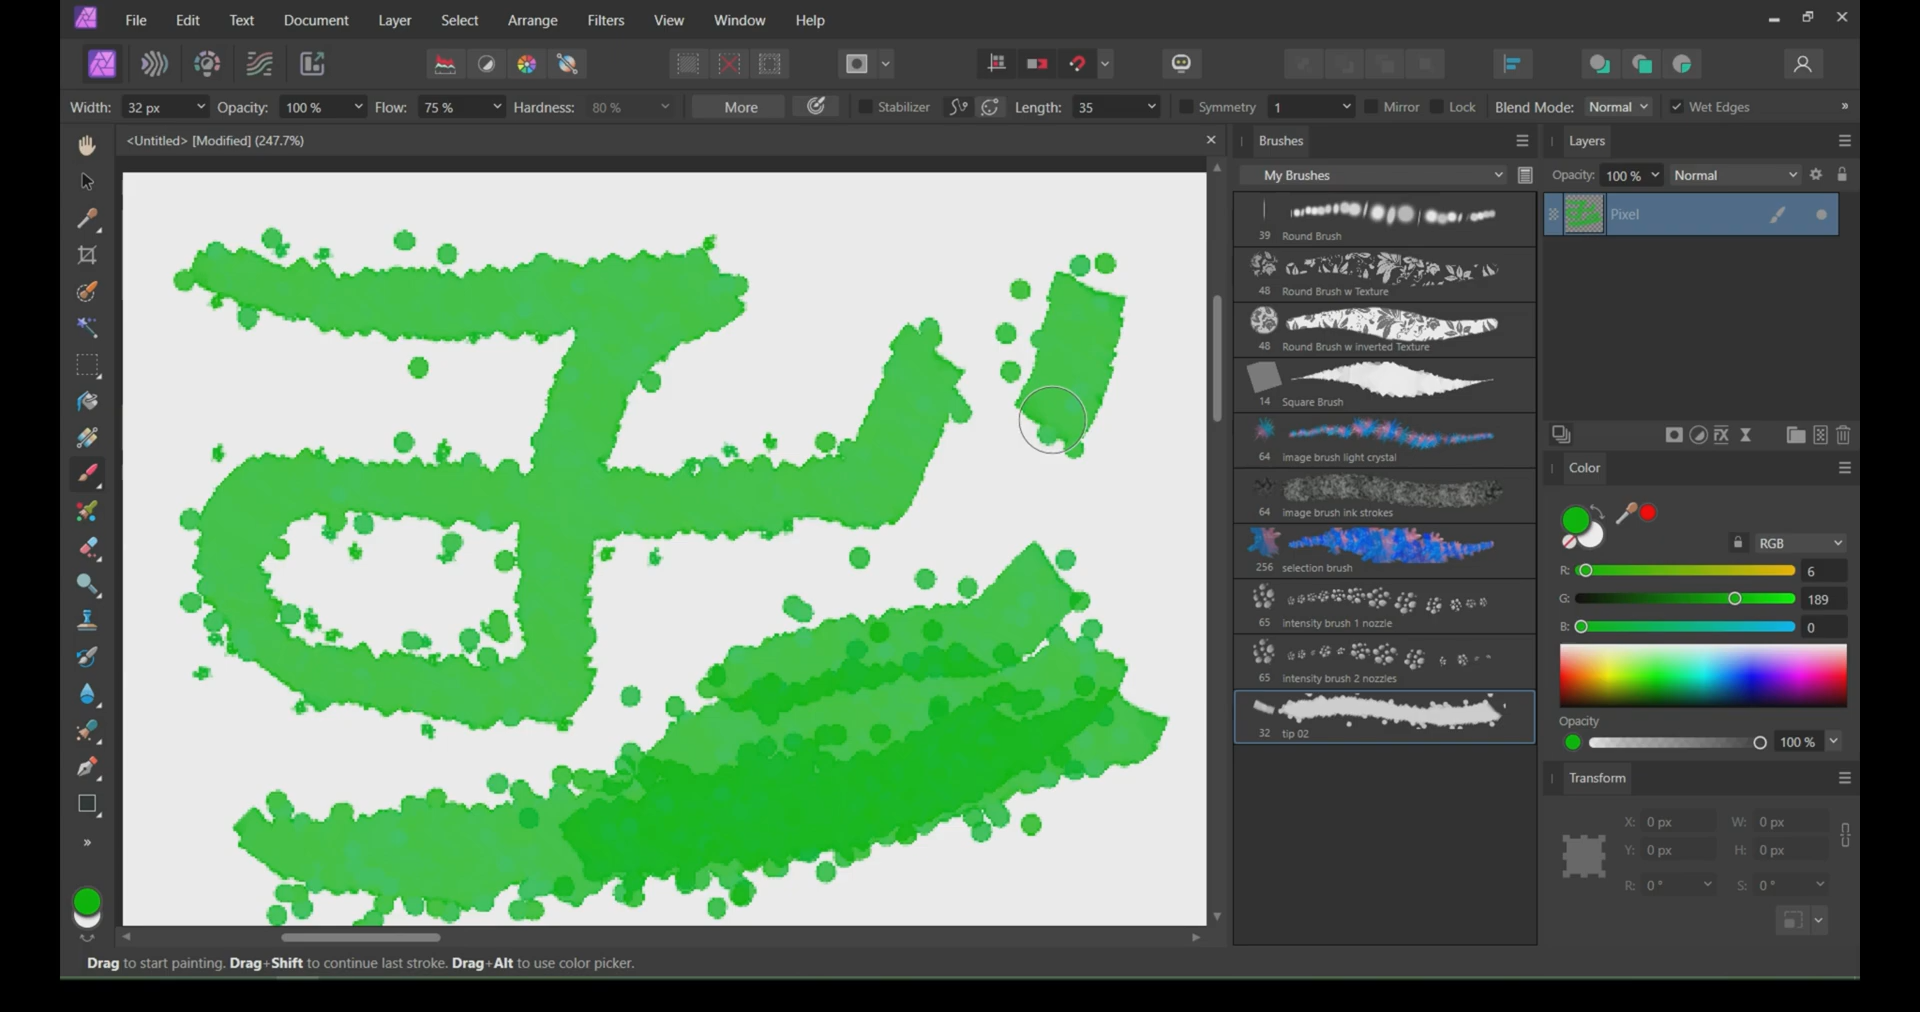 File Edit Text Document Layer Select Arrange Filters View Window Help
Width: 32 px Opacity: 100 % Flow: 75 % Hardness: 80 % More Stabilizer Length: 35 Symmetry 1 Mirror Lock Blend Mode: Normal Wet Edges »
<Untitled> [Modified] (247.7%)
Brushes
My Brushes
39 Round Brush
48 Round Brush w Texture
48 Round Brush w inverted Texture
14 Square Brush
64 image brush light crystal
64 image brush ink strokes
256 selection brush
65 intensity brush 1 nozzle
65 Intensity brush 2 nozzles
32 tip 02
Layers
Opacity: 100 % Normal
Pixel
FX
Color
RGB
R: 6
G: 189
B: 0
Opacity
100 %
Transform
X: 0 px W: 0 px
Y: 0 px H: 0 px
R: 0 ° S: 0 °
Drag to start painting. Drag+Shift to continue last stroke. Drag+Alt to use color picker.